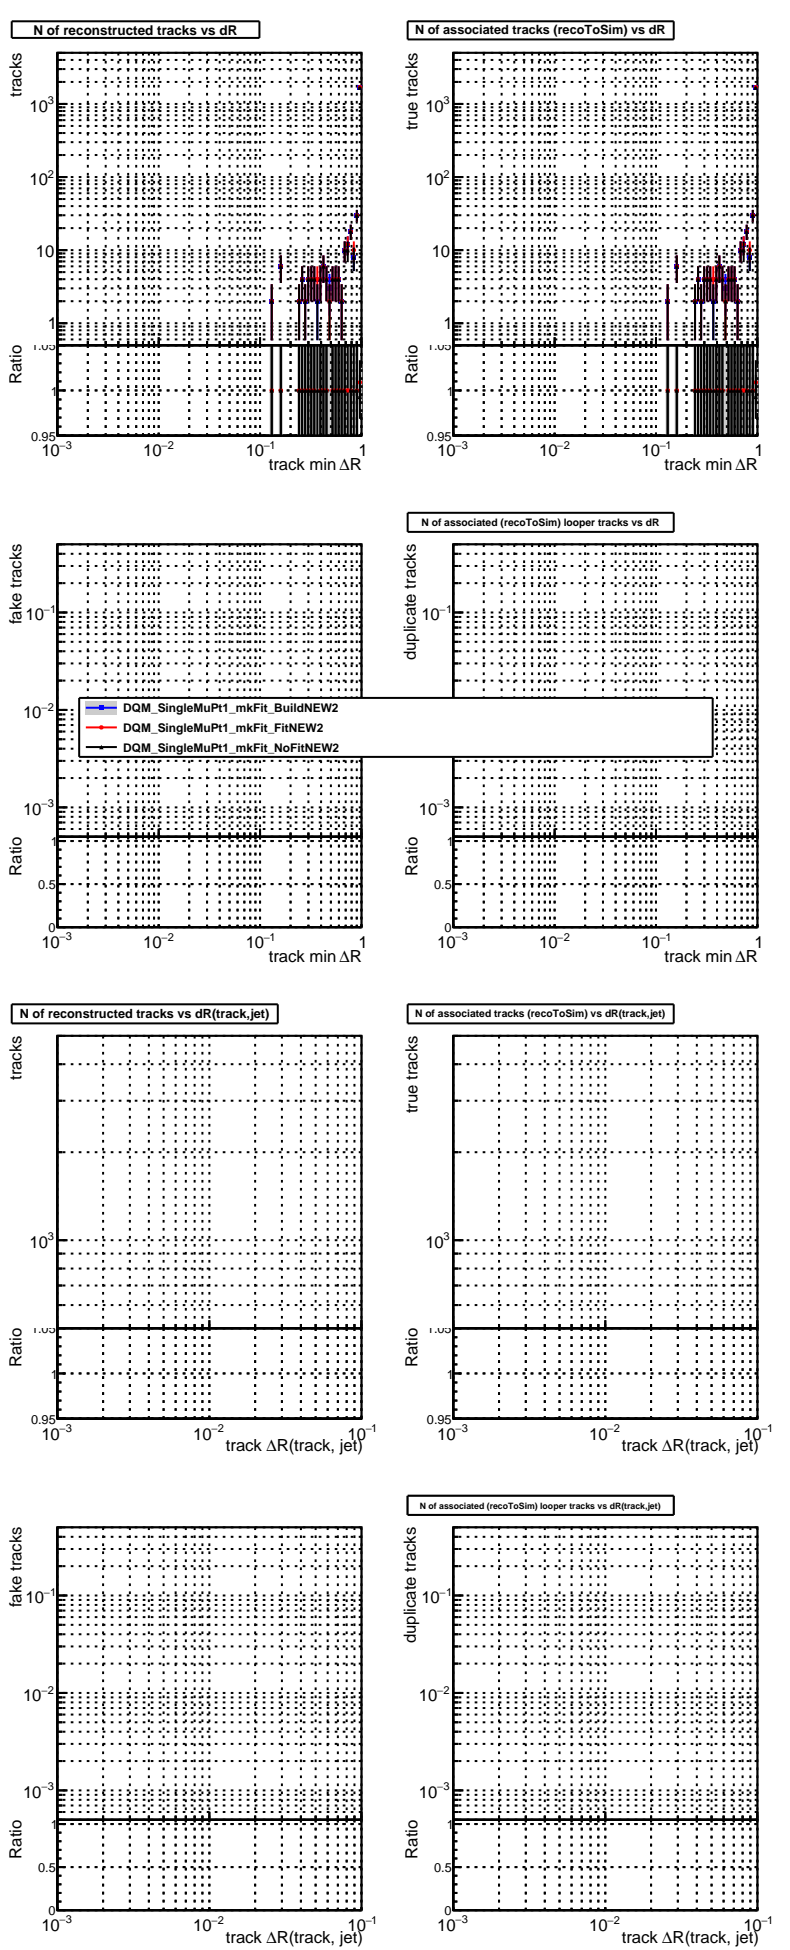 N of reconstructed tracks vs dR
N of associated tracks (recoToSim) vs dR
tracks
10³
10²
10
1
Ratio
1.05
1
0.95
10⁻³
10⁻²
10⁻¹
1
track min ΔR
true tracks
10³
10²
10
1
Ratio
1.05
1
0.95
10⁻³
10⁻²
10⁻¹
1
track min ΔR
N of associated (recoToSim) looper tracks vs dR
fake tracks
10⁻¹
10⁻²
10⁻³
Ratio
1
0.5
0
10⁻³
10⁻²
10⁻¹
1
track min ΔR
duplicate tracks
10⁻¹
10⁻³
Ratio
1
0.5
0
10⁻³
10⁻²
10⁻¹
1
track min ΔR
DQM_SingleMuPt1_mkFit_BuildNEW2
DQM_SingleMuPt1_mkFit_FitNEW2
DQM_SingleMuPt1_mkFit_NoFitNEW2
N of reconstructed tracks vs dR(track,jet)
N of associated tracks (recoToSim) vs dR(track,jet)
tracks
10³
Ratio
1.05
1
0.95
10⁻³
10⁻²
10⁻¹
track ΔR(track, jet)
true tracks
10³
Ratio
1.05
1
0.95
10⁻³
10⁻²
10⁻¹
track ΔR(track, jet)
N of associated (recoToSim) looper tracks vs dR(track,jet)
fake tracks
10⁻¹
10⁻²
10⁻³
Ratio
1
0.5
0
10⁻³
10⁻²
10⁻¹
track ΔR(track, jet)
duplicate tracks
10⁻¹
10⁻²
10⁻³
Ratio
1
0.5
0
10⁻³
10⁻²
10⁻¹
track ΔR(track, jet)